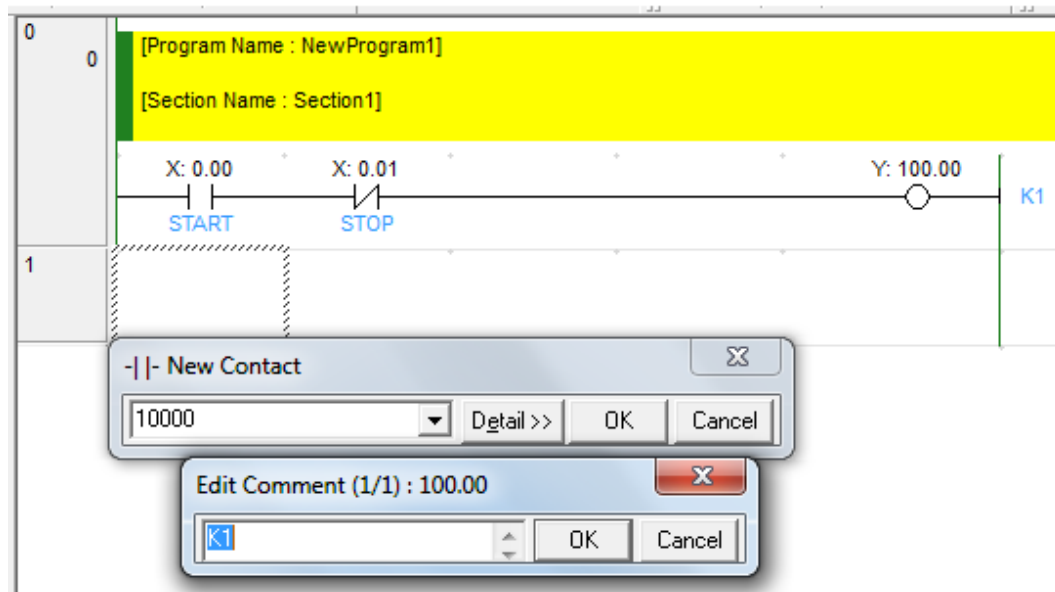 0
0
[Program Name : NewProgram1]
[Section Name : Section1]
X: 0.00 X: 0.01 Y: 100.00
K1
START STOP
1
-| |- New Contact
10000 Detail >> OK Cancel
Edit Comment (1/1) : 100.00
K1 OK Cancel